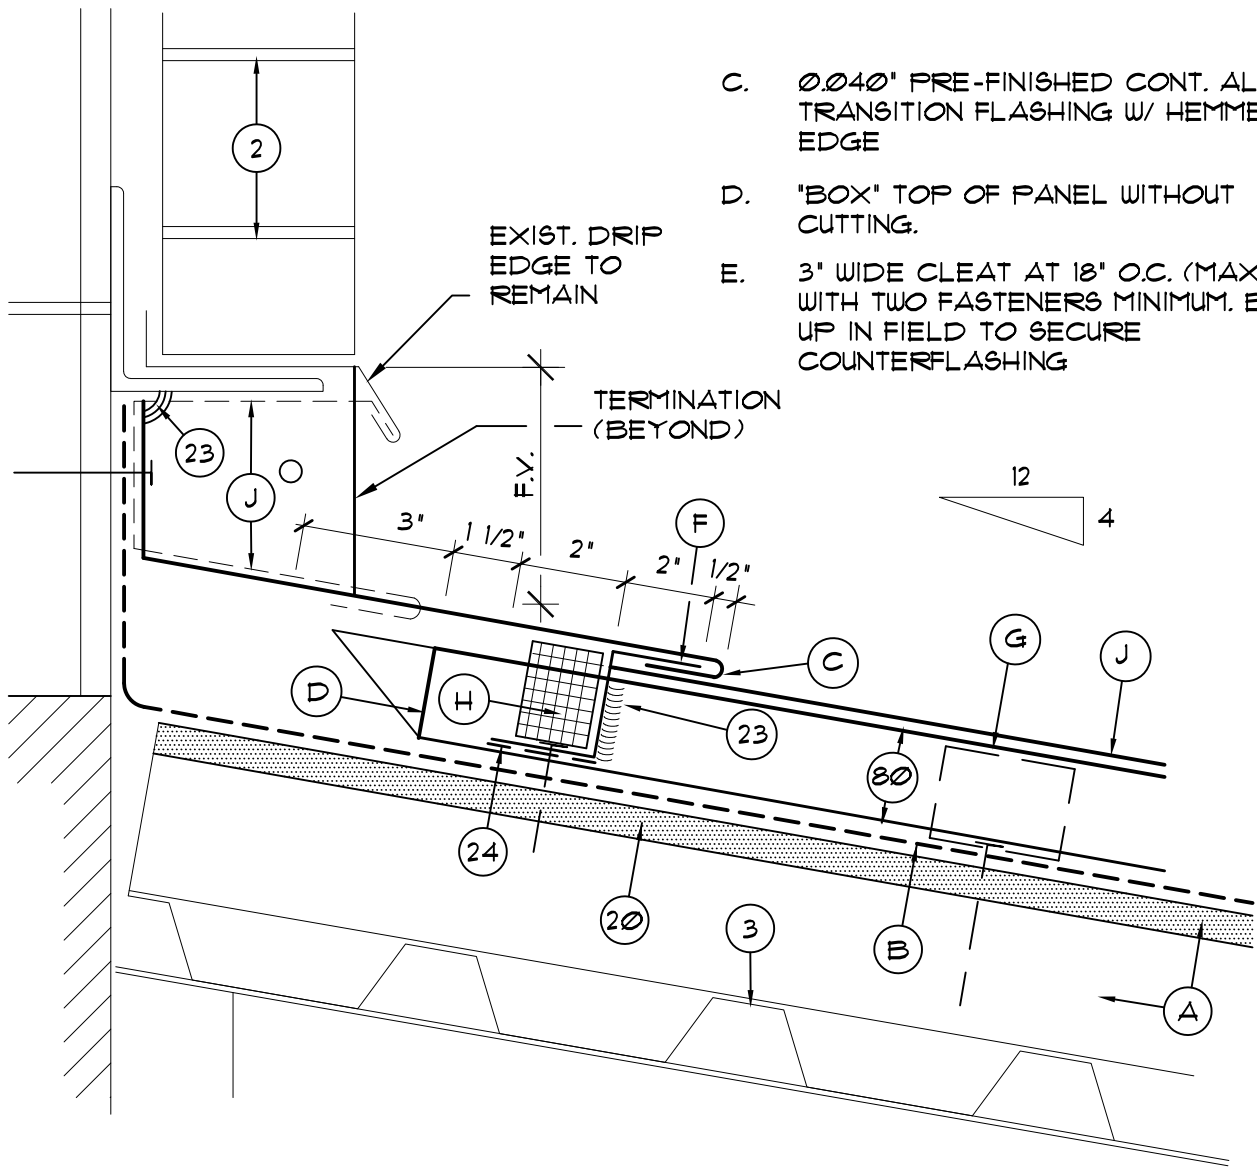 C. 0.040" PRE-FINISHED CONT. AL
TRANSITION FLASHING W/ HEMME
EDGE
D. "BOX" TOP OF PANEL WITHOUT
CUTTING.
E. 3" WIDE CLEAT AT 18" O.C. (MAX
WITH TWO FASTENERS MINIMUM. E
UP IN FIELD TO SECURE
COUNTERFLASHING
2
EXIST. DRIP
EDGE TO
REMAIN
TERMINATION
(BEYOND)
23
J
F.V.
12
4
3"
1 1/2"
2"
2"
1/2"
F
G
J
C
D
H
23
80
24
20
3
B
A